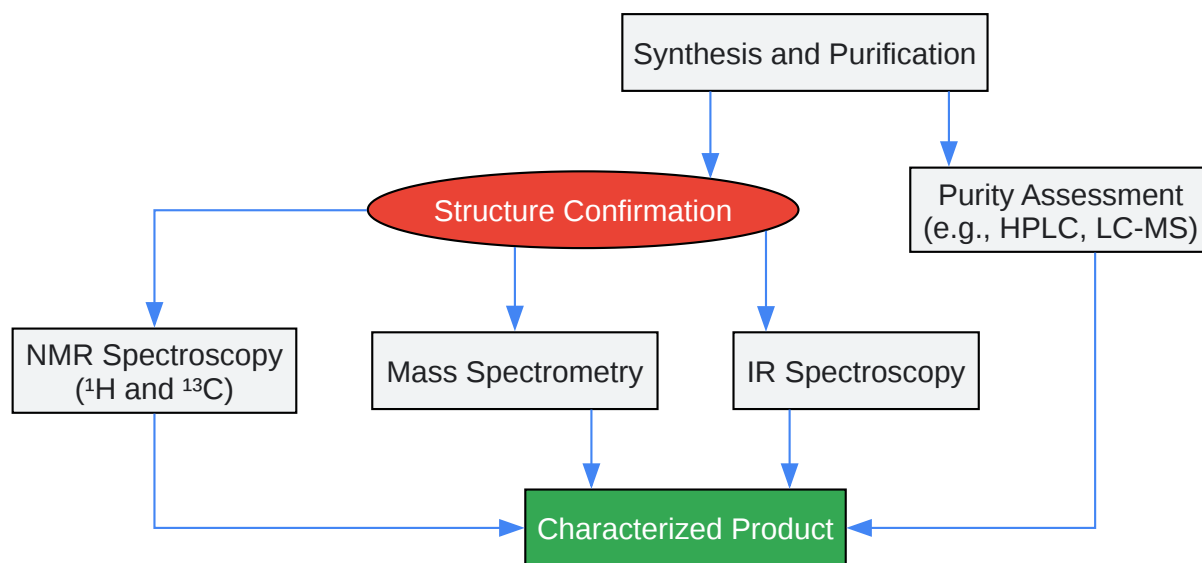 Synthesis and Purification
Structure Confirmation
Purity Assessment
(e.g., HPLC, LC-MS)
NMR Spectroscopy
(¹H and ¹³C)
Mass Spectrometry
IR Spectroscopy
Characterized Product